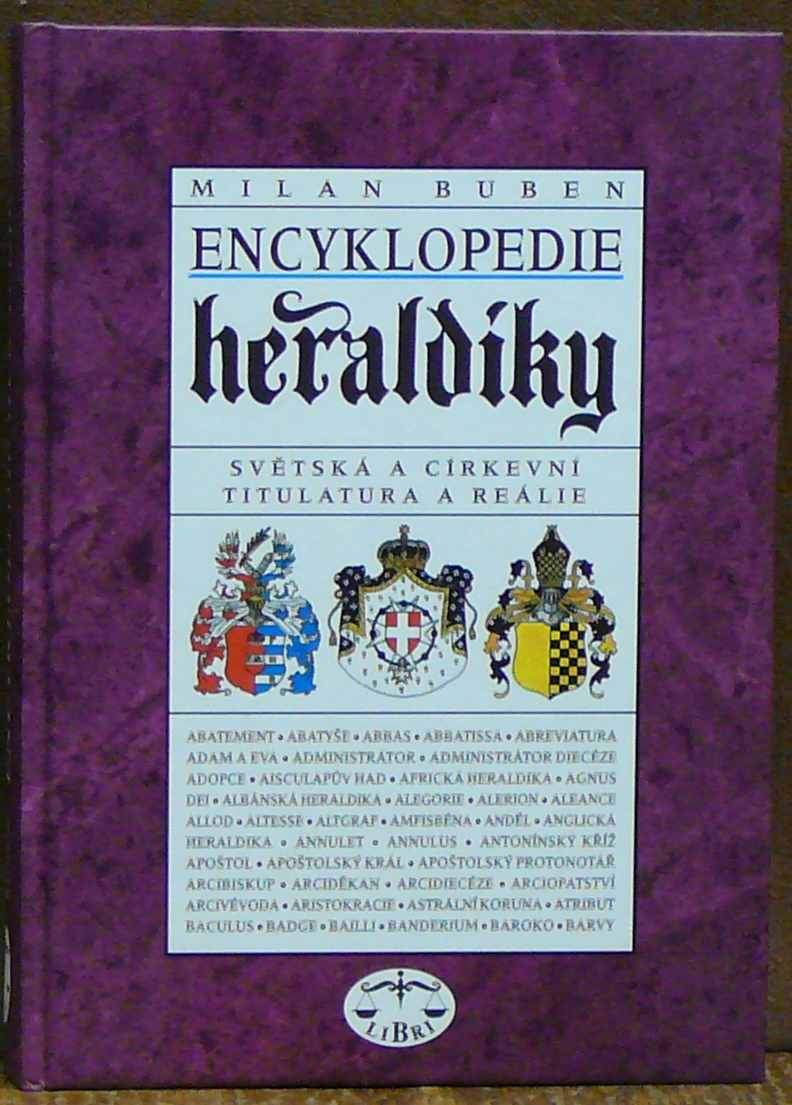 MILAN BUBEN
ENCYKLOPEDIE
heraldiky
SVĚTSKÁ A CÍRKEVNÍ
TITULATURA A REÁLIE
ABATEMENT • ABATYŠE • ABBAS • ABBATISSA • ABREVIATURA
ADAM A EVA • ADMINISTRÁTOR • ADMINISTRÁTOR DIECÉZE
ADOPCE • AISCULAPŮV HAD • AFRICKÁ HERALDIKA • AGNUS
DEI • ALBÁNSKÁ HERALDIKA • ALEGORIE • ALERION • ALEANCE
ALLOD • ALTESSE • ALTGRAF • AMFISBÉNA • ANDĚL • ANGLICKÁ
HERALDIKA • ANNULET • ANNULUS • ANTONÍNSKÝ KŘÍŽ
APOŠTOL • APOŠTOLSKÝ KRÁL • APOŠTOLSKÝ PROTONOTÁŘ
ARCIBISKUP • ARCIDĚKAN • ARCIDIECÉZE • ARCIOPATSTVÍ
ARCIVÉVODA • ARISTOKRACIE • ASTRÁLNÍ KORUNA • ATRIBUT
BACULUS • BADGE • BAILLI • BANDERIUM • BAROKO • BARVY
LIBRI